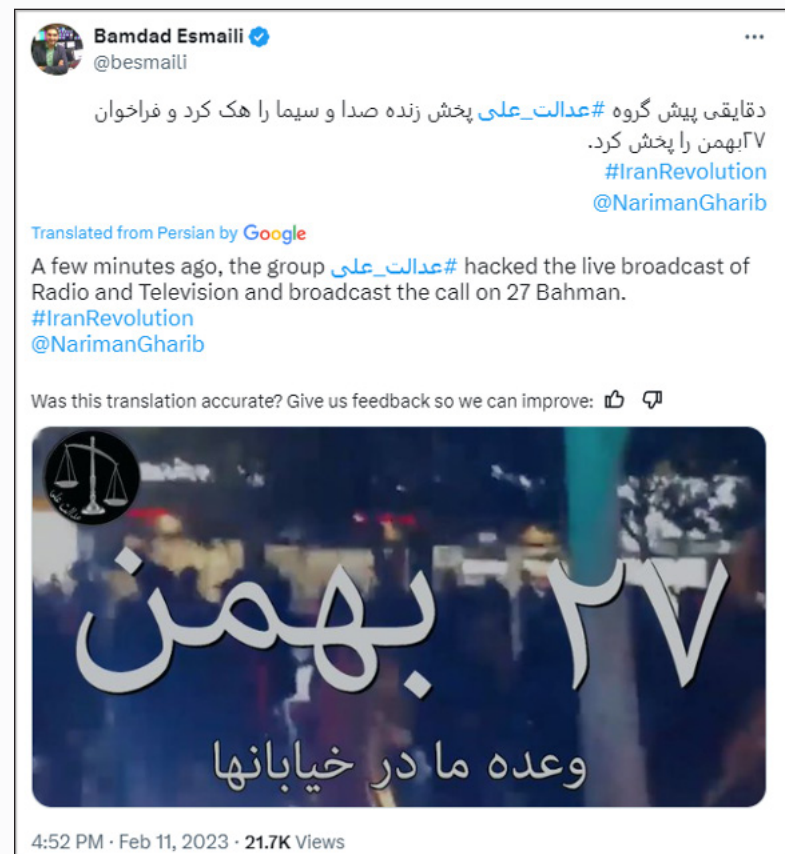 Bamdad Esmaili
@besmaili
دقایقی پیش گروه #عدالت_علی پخش زنده صدا و سیما را هک کرد و فراخوان
۲۷بهمن را پخش کرد.
#IranRevolution
@NarimanGharib
Translated from Persian by Google
A few minutes ago, the group #عدالت_علی hacked the live broadcast of
Radio and Television and broadcast the call on 27 Bahman.
#IranRevolution
@NarimanGharib
Was this translation accurate? Give us feedback so we can improve:
عدالت علی
۲۷ بهمن
وعده ما در خیابانها
4:52 PM · Feb 11, 2023 · 21.7K Views